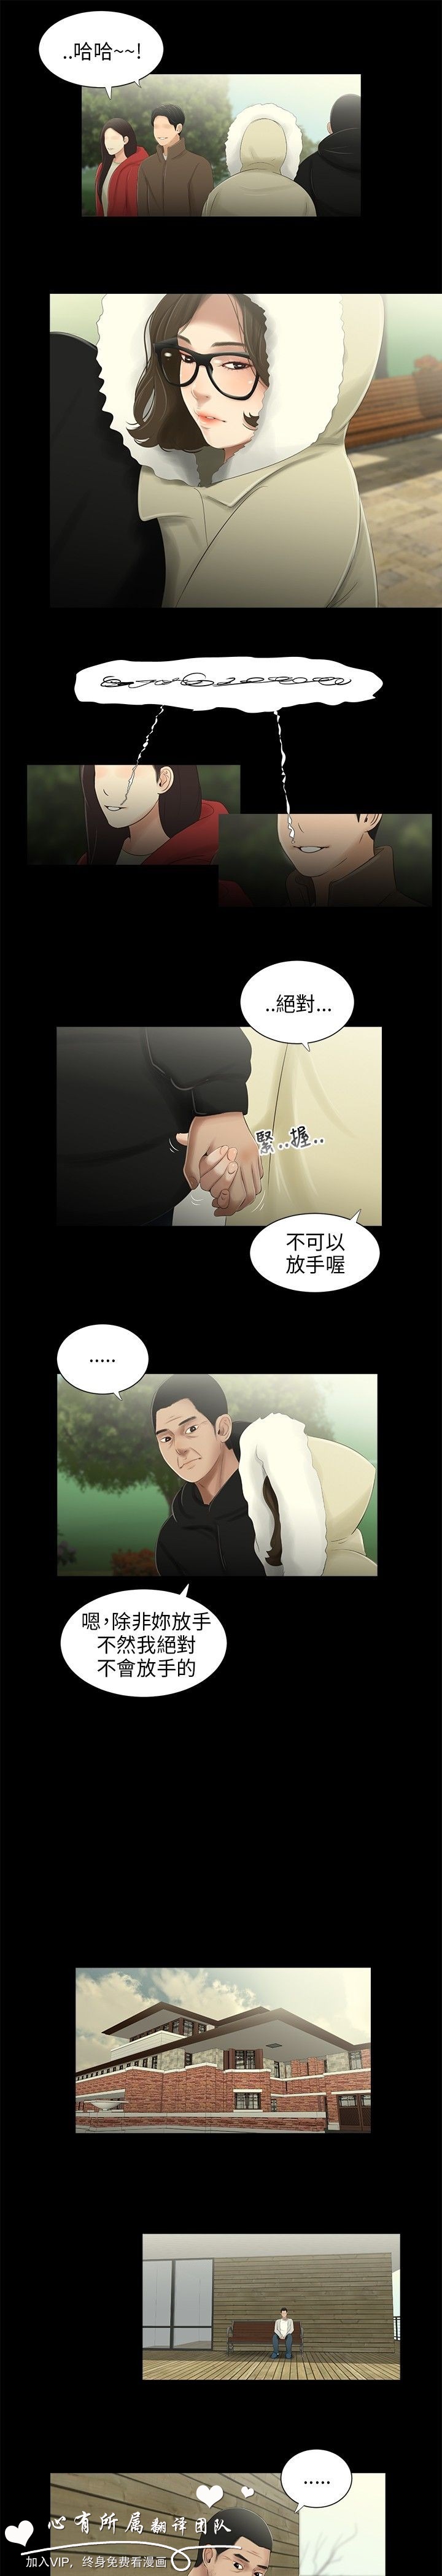 ..哈哈~~!
..絕對...
緊..握..
不可以
放手喔
.....
嗯，除非妳放手
不然我絕對
不會放手的
.....
心有所属翻译团队
加入VIP，终身免费看漫画